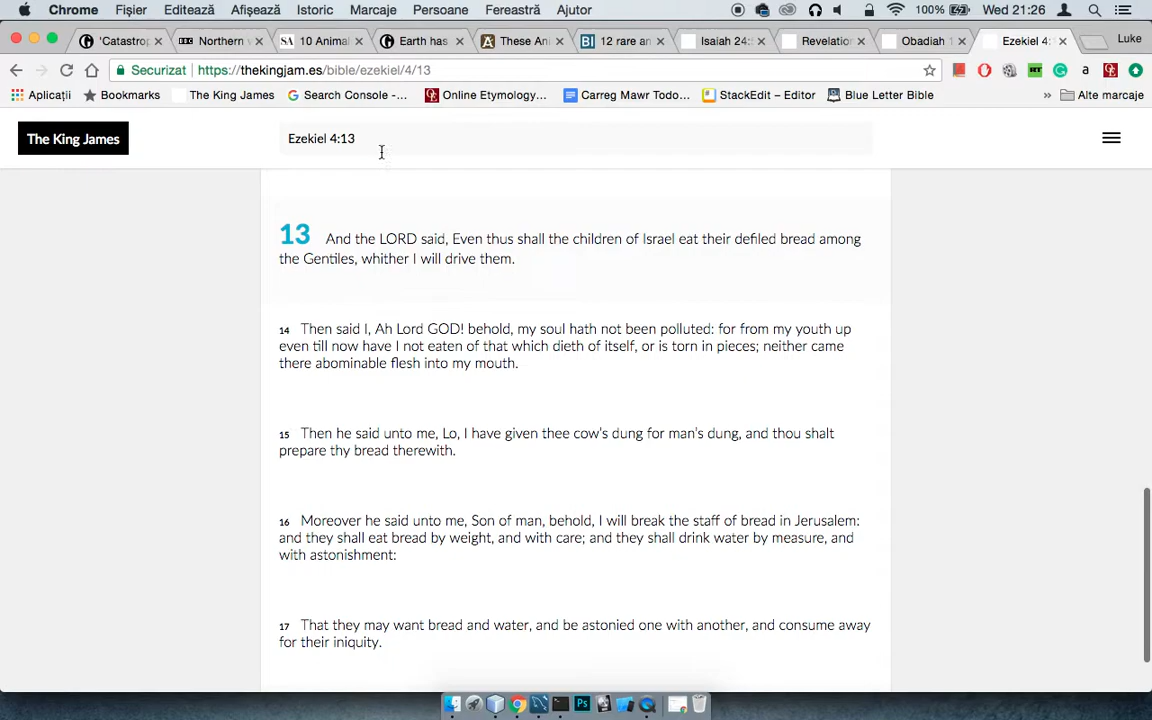 Chrome Fișier Editează Afișează Istoric Marcaje Persoane Fereastră Ajutor 100% Wed 21:26
'Catastrop Northern 10 Animal Earth has These An 12 rare an Isaiah 24: Revelation Obadiah 1 Ezekiel 4: Luke
Securizat https://thekingjam.es/bible/ezekiel/4/13
Aplicații Bookmarks The King James Search Console -... Online Etymology... Carreg Mawr Todo... StackEdit – Editor Blue Letter Bible » Alte marcaje
The King James Ezekiel 4:13
13 And the LORD said, Even thus shall the children of Israel eat their defiled bread among
the Gentiles, whither I will drive them.
14 Then said I, Ah Lord GOD! behold, my soul hath not been polluted: for from my youth up
even till now have I not eaten of that which dieth of itself, or is torn in pieces; neither came
there abominable flesh into my mouth.
15 Then he said unto me, Lo, I have given thee cow's dung for man's dung, and thou shalt
prepare thy bread therewith.
16 Moreover he said unto me, Son of man, behold, I will break the staff of bread in Jerusalem:
and they shall eat bread by weight, and with care; and they shall drink water by measure, and
with astonishment:
17 That they may want bread and water, and be astonied one with another, and consume away
for their iniquity.